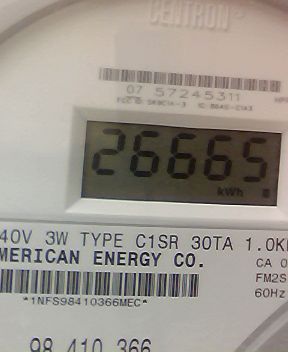 CENTRON
07 57245311
26665
kWh
40V 3W TYPE C1SR 30TA 1.0K
MERICAN ENERGY CO.
CA 0
FM2S
*1NFS98410366MEC*
60Hz
98 410 366